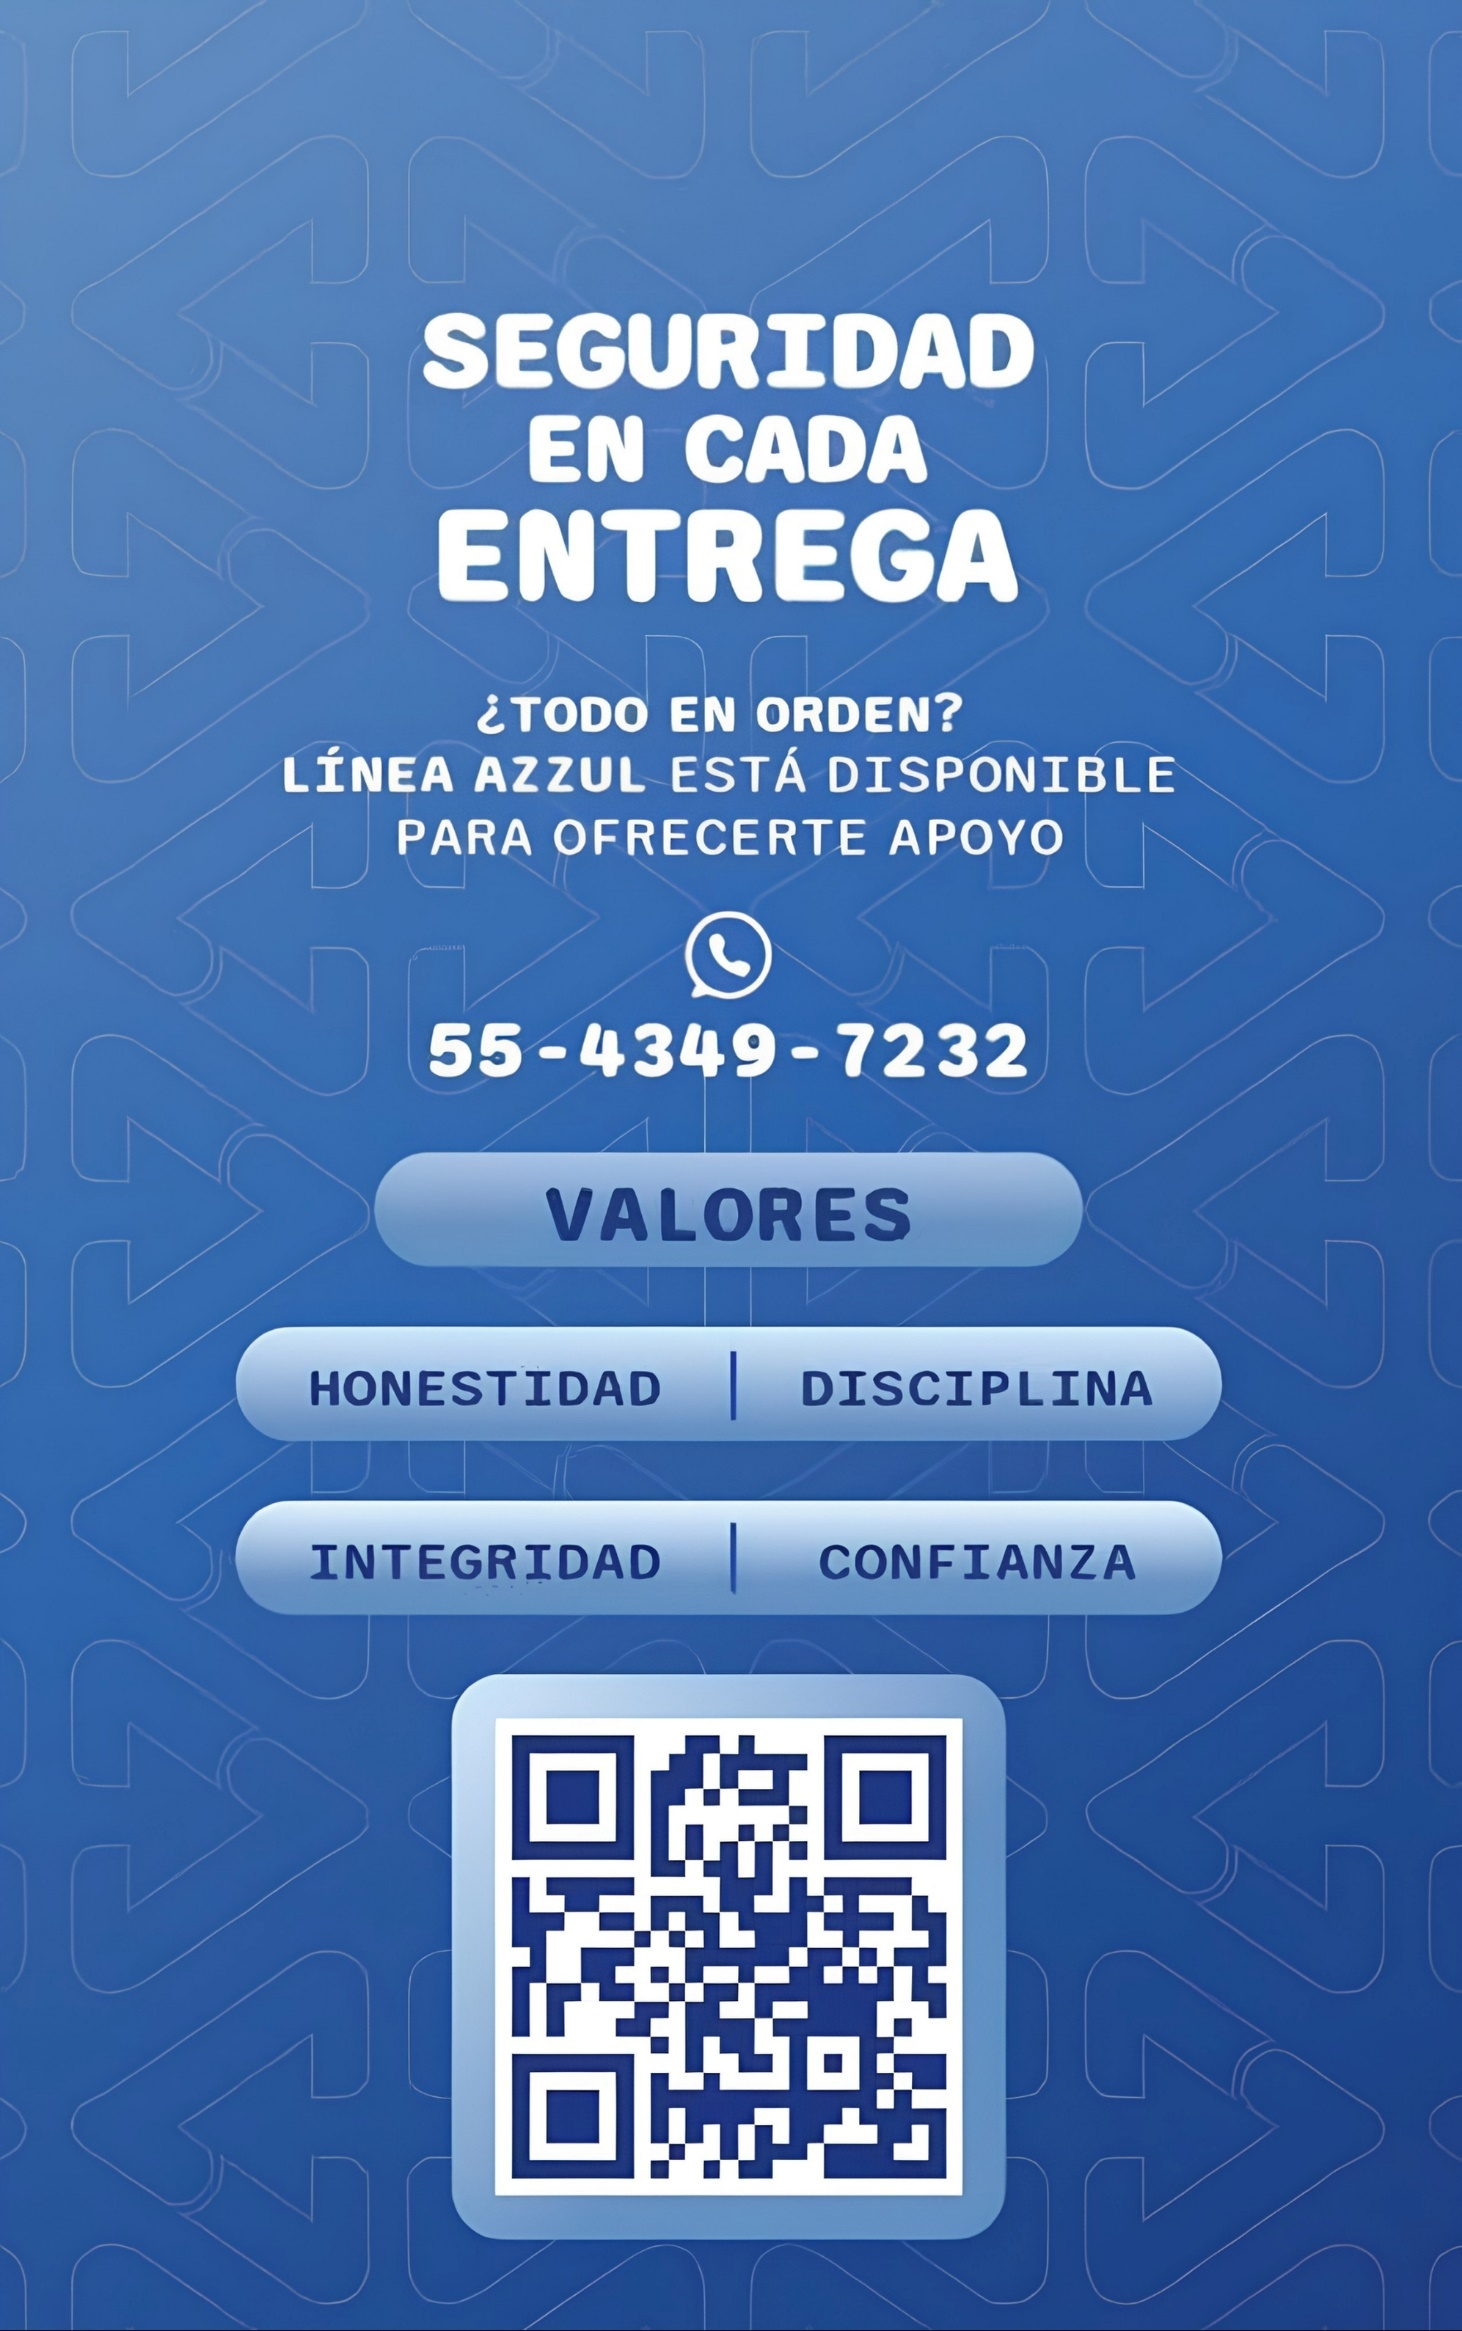 SEGURIDAD
EN CADA
ENTREGA
¿TODO EN ORDEN?
LÍNEA AZZUL ESTÁ DISPONIBLE
PARA OFRECERTE APOYO
55-4349-7232
VALORES
HONESTIDAD | DISCIPLINA
INTEGRIDAD | CONFIANZA